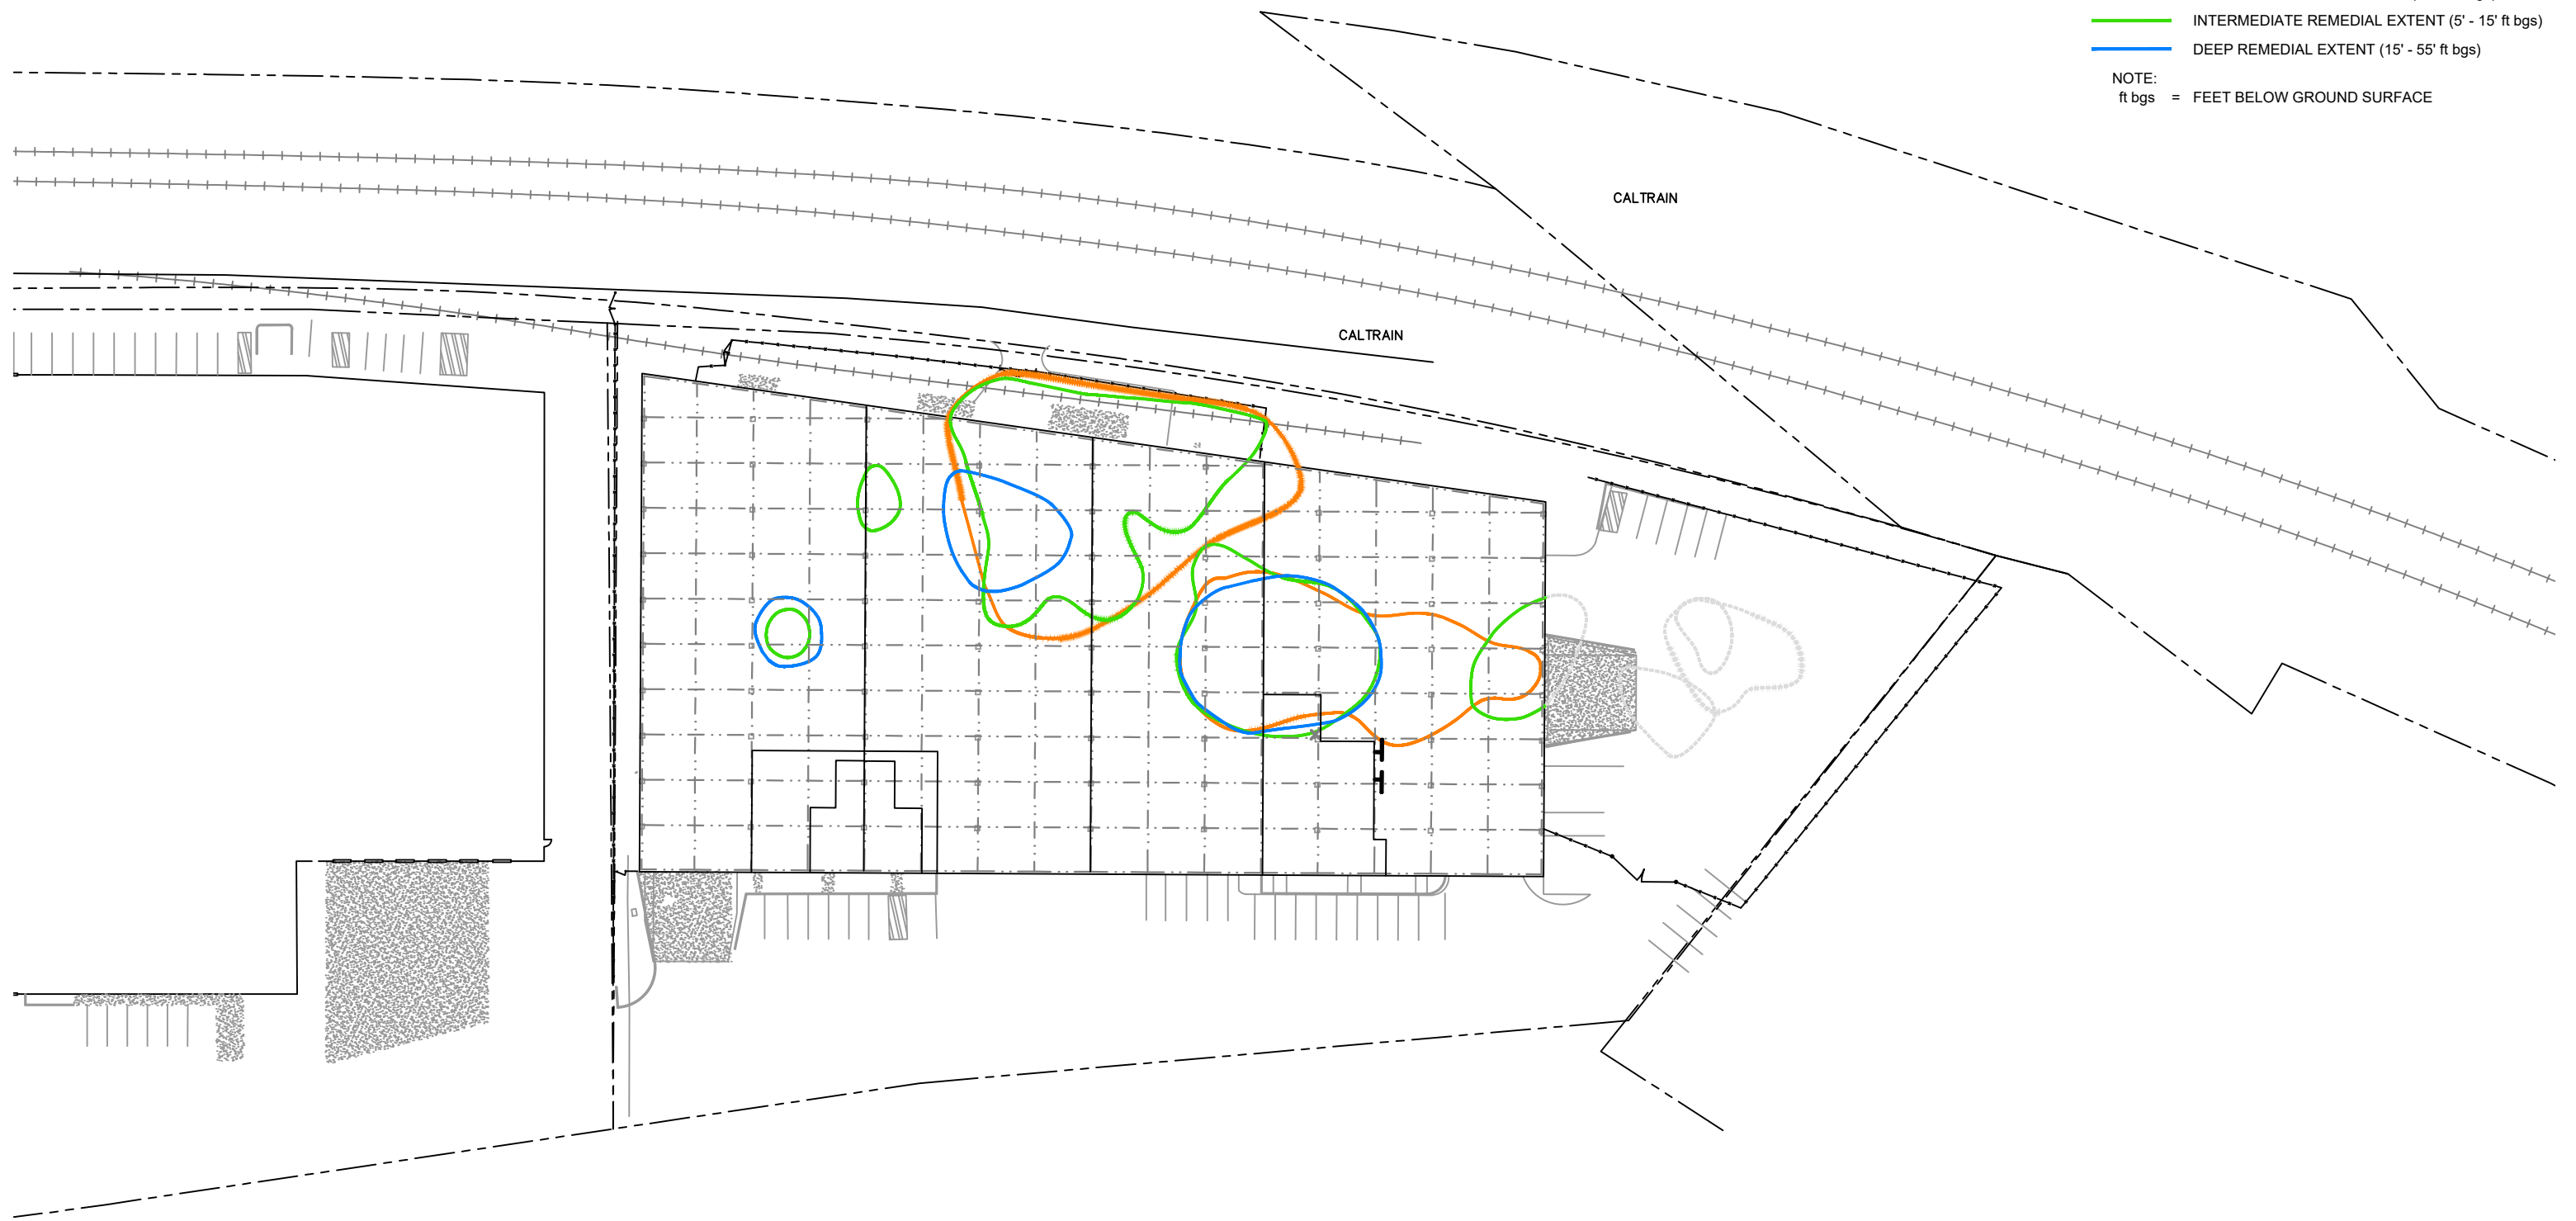 INTERMEDIATE REMEDIAL EXTENT (5' - 15' ft bgs)
DEEP REMEDIAL EXTENT (15' - 55' ft bgs)
NOTE:
ft bgs = FEET BELOW GROUND SURFACE
CALTRAIN
CALTRAIN